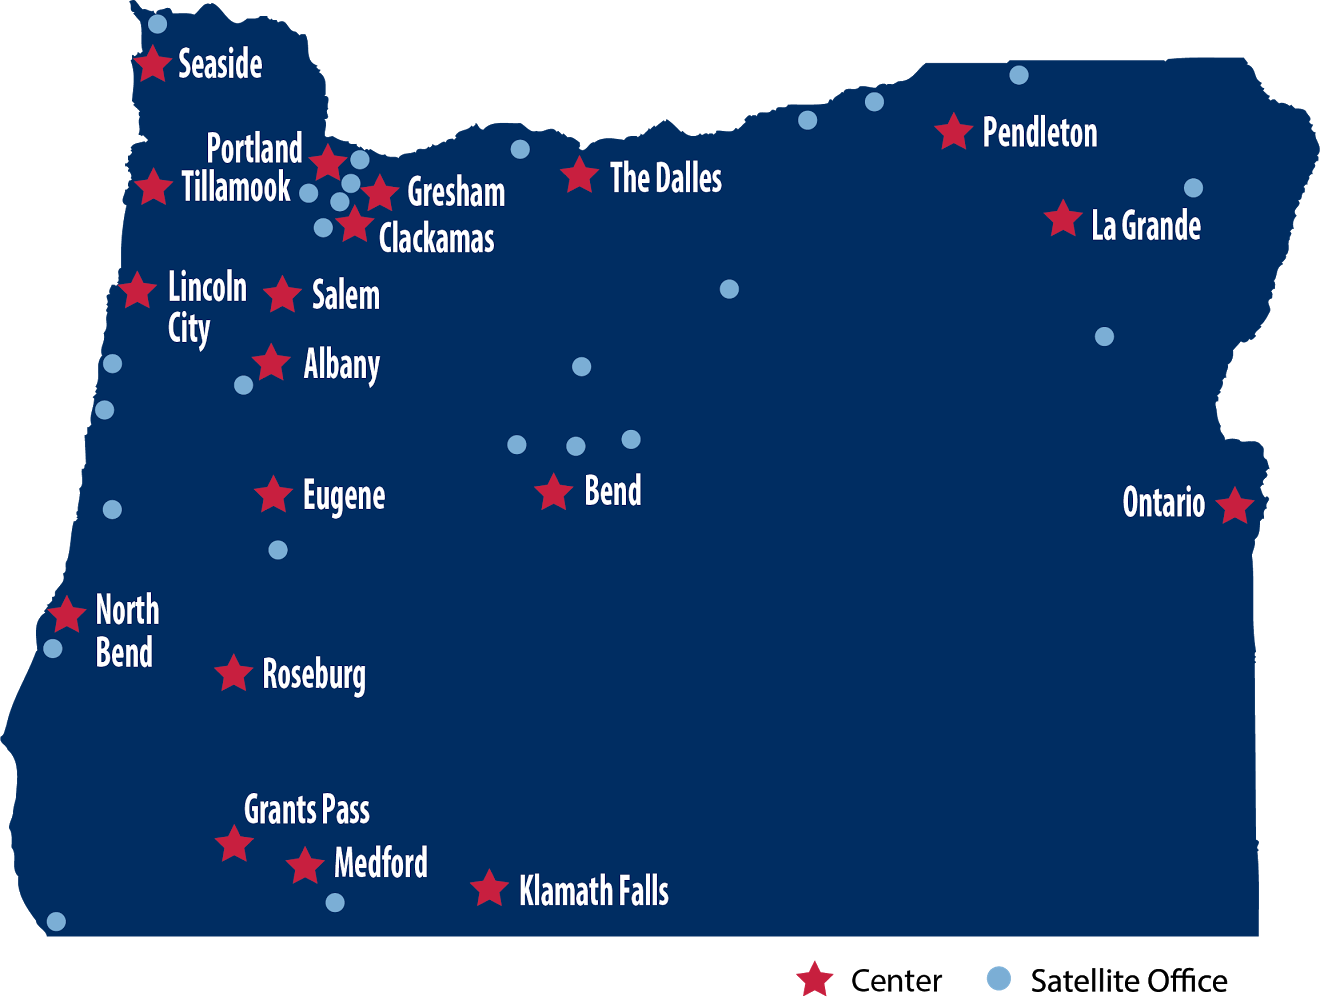 Seaside
Portland
Pendleton
Tillamook
The Dalles
Gresham
La Grande
Clackamas
Lincoln
City
Salem
Albany
Bend
Eugene
Ontario
North
Bend
Roseburg
Grants Pass
Medford
Klamath Falls
Center
Satellite Office